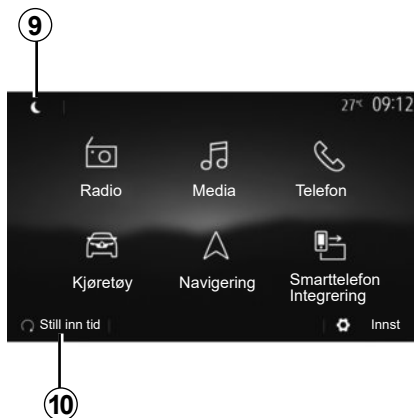 9
27°C 09:12
Radio Media Telefon
Kjøretøy Navigering Smarttelefon
Integrering
Still inn tid Innst
10